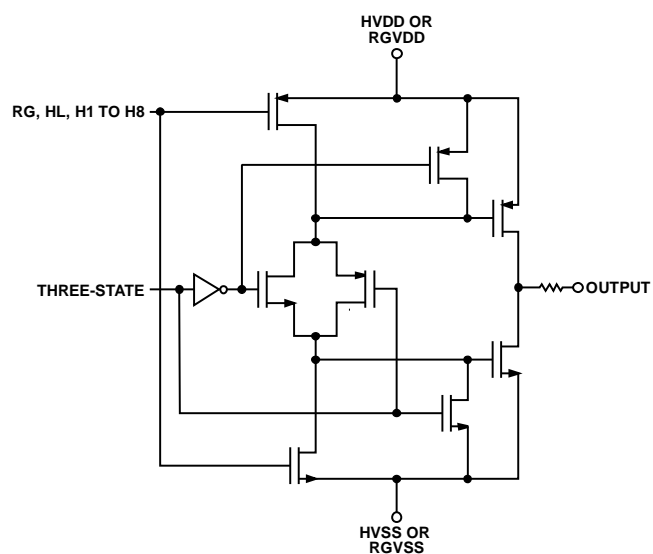 HVDD OR
RGVDD
RG, HL, H1 TO H8
THREE-STATE
OUTPUT
HVSS OR
RGVSS